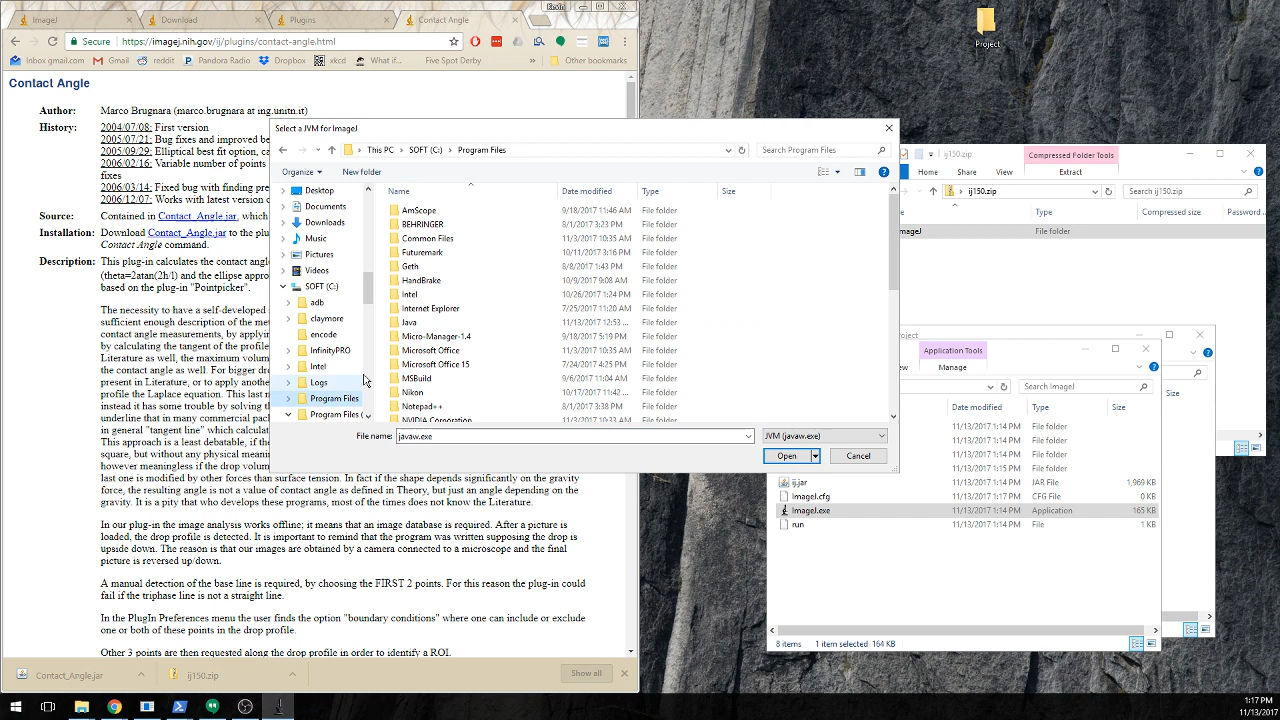 ImageJ
Download
Plugins
Contact Angle
Kevin
Secure
https://imagej.nih.gov/ij/plugins/contact-angle.html
Inbox gmail.com
Gmail
reddit
Pandora Radio
Dropbox
xkcd
What if...
Five Spot Derby
»
Other bookmarks
Contact Angle
Author: Marco Brugnara (marco.brugnara at ing.unitn.it)
History: 2004/07/08: First version
2005/07/21: Bug fixes and improved be
2005/09/29: Elliptical best fit option, ca
2006/02/16: Variable number of points
fixes
2006/03/14: Fixed bug with finding pre
2006/12/07: Works with latest version o
Source: Contained in Contact_Angle.jar, which
Installation: Download Contact_Angle.jar to the plu
Contact Angle command.
Description: This plug-in calculates the contact angle
(theta=2atan(2h/l) and the ellipse approx
based on the plug-in "Pointpicker".
The necessity to have a self-developed
sufficient enough description of the me
contact angle measurements, by applyin
by calculating the tangent of the profile
Literature as well, the maximum volum
the contact angle as well. For bigger dro
present in Literature, or to apply anothe
profile the Laplace equation. This last m
instead it has some trouble by solving th
underline that in many commercial - ot
in general "tangent line" which calculat
This approach is a least debatable, if the
square, but without any physical meanin
however meaningless if the drop volum
last one is modified by other forces than surface tension. In fact if the shape depends significantly on the gravity
force, the resulting angle is not a value of contact angle as defined in Theory, but just an angle depending on the
gravity. It is a pity that who develops these programs, most of the times does not know the Literature.
In our plug-in the image analysis works offline; it means that an image database is required. After a picture is
loaded, the drop profile is detected. It is important to remind that the program was written supposing the drop is
upside down. The reason is that our images are obtained by a camera connected to a microscope and the final
picture is reversed up/down.
A manual detection of the base line is required, by choosing the FIRST 2 points. For this reason the plug-in could
fail if the triphase line is not a straight line.
In the PlugIn Preferences menu the user finds the option "boundary conditions" where one can include or exclude
one or both of these points in the drop profile.
Other 3 points are then requested along the drop profile in order to identify a ROI.
Contact_Angle.jar
ij150.zip
Show all
Select a JVM for ImageJ
This PC
SOFT (C:)
Program Files
Search Program Files
Organize
New folder
Desktop
Documents
Downloads
Music
Pictures
Videos
SOFT (C:)
adb
claymore
encode
InfinityPRO
Intel
Logs
Program Files
Program Files (
Name Date modified Type Size
AmScope 9/18/2017 11:46 AM File folder
BEHRINGER 8/1/2017 3:23 PM File folder
Common Files 11/3/2017 10:35 AM File folder
Futuremark 10/11/2017 3:16 PM File folder
Geth 8/8/2017 1:43 PM File folder
HandBrake 10/9/2017 9:08 AM File folder
Intel 10/26/2017 1:24 PM File folder
Internet Explorer 7/25/2017 11:20 AM File folder
Java 11/13/2017 12:53 ... File folder
Micro-Manager-1.4 9/18/2017 5:19 PM File folder
Microsoft Office 11/3/2017 10:35 AM File folder
Microsoft Office 15 7/24/2017 4:25 PM File folder
MSBuild 9/6/2017 11:04 AM File folder
Nikon 10/17/2017 11:42 ... File folder
Notepad++ 8/1/2017 3:38 PM File folder
NVIDIA Corporation 11/3/2017 10:33 AM File folder
File name: javaw.exe
JVM (javaw.exe)
Open
Cancel
Project
Compressed Folder Tools
ij150.zip
Home
Share
View
Extract
ij150.zip
Search ij150.zip
Type
Compressed size
Password ...
ImageJ
File folder
roject
Application Tools
ew
Manage
Search ImageJ
Date modified Type Size
11/13/2017 1:14 PM File folder
11/13/2017 1:14 PM File folder
11/13/2017 1:15 PM File folder
11/13/2017 1:14 PM File folder
ij.jar 11/13/2017 1:14 PM JAR File 1,969 KB
ImageJ.cfg 11/13/2017 1:14 PM CFG File 0 KB
ImageJ.exe 11/13/2017 1:14 PM Application 165 KB
run 11/13/2017 1:14 PM File 1 KB
8 items
1 item selected 164 KB
1:17 PM
11/13/2017